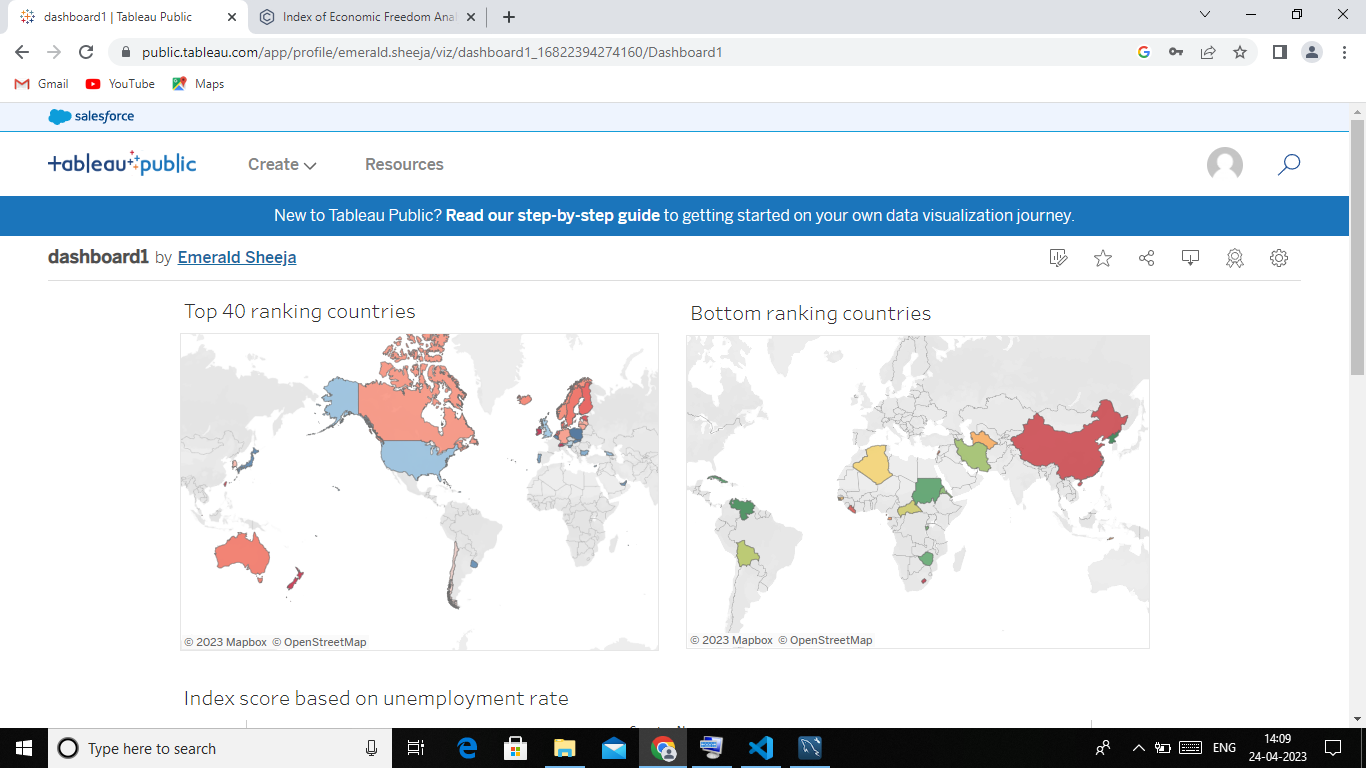 dashboard1 | Tableau Public
Index of Economic Freedom Anal
public.tableau.com/app/profile/emerald.sheeja/viz/dashboard1_16822394274160/Dashboard1
Gmail YouTube Maps
salesforce
+ableau+public
Create Resources
New to Tableau Public? Read our step-by-step guide to getting started on your own data visualization journey.
dashboard1 by Emerald Sheeja
Top 40 ranking countries
Bottom ranking countries
© 2023 Mapbox © OpenStreetMap
© 2023 Mapbox © OpenStreetMap
Index score based on unemployment rate
Type here to search
ENG
14:09
24-04-2023